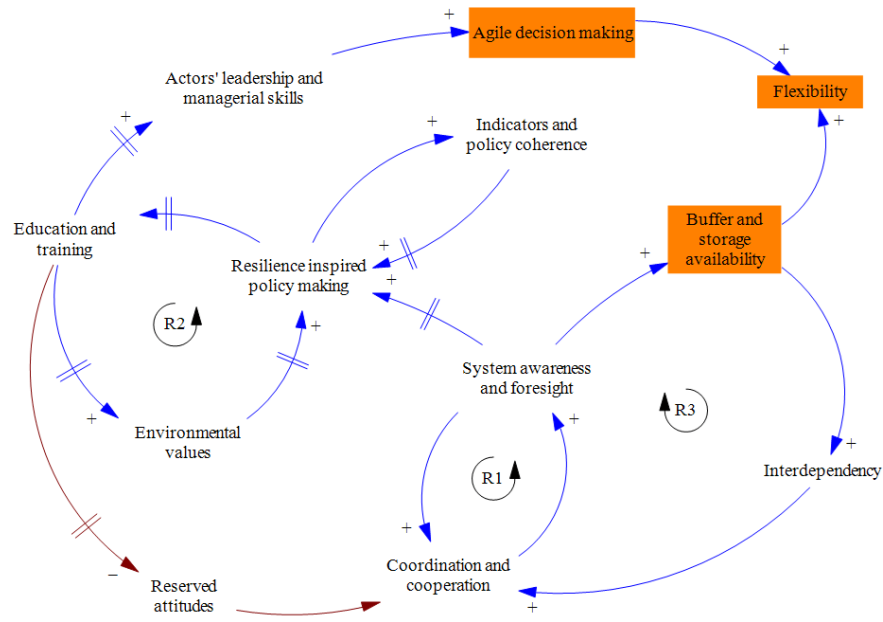 +
Agile decision making
+
Actors' leadership and
managerial skills
Flexibility
+
+
+
Indicators and
policy coherence
Education and
training
Buffer and
storage
availability
+
+
+
Resilience inspired
policy making
R2
+
System awareness
and foresight
R3
+
+
Environmental
values
+
Interdependency
R1
+
Coordination and
cooperation
−
Reserved
attitudes
+